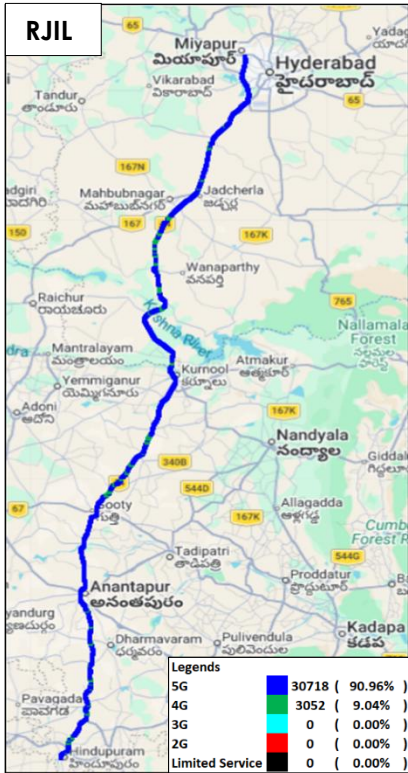 RJIL
65
Miyapur
మియాపూర్
Hyderabad
హైదరాబాద్
Vikarabad
వికారాబాద్
Tandur
తాండూరు
65
167N
Mahbubnagar
మహబూబ్‌నగర్
Jadcherla
జడ్చర్ల
150
167
167K
Wanaparthy
వనపర్తి
Raichur
ರಾಯಚೂರು
765
Krishna River
Nallamala
Forest
Mantralayam
మంత్రాలయం
Atmakur
ఆత్మకూర్
Kurnool
కర్నూలు
Yemmiganur
యెమ్మిగనూరు
Adoni
ఆదోని
167K
Nandyala
నంద్యాల
340B
544D
67
Gooty
గుత్తి
167K
Allagadda
ఆళ్లగడ్డ
Tadipatri
తాడిపత్రి
544G
Anantapur
అనంతపురం
Proddatur
ప్రొద్దుటూర్
Dharmavaram
ధర్మవరం
Pulivendula
పులివెందుల
Kadapa
కడప
Pavagada
ಪಾವಗಡ
Hindupuram
హిందూపురం
Legends
5G 30718 ( 90.96% )
4G 3052 ( 9.04% )
3G 0 ( 0.00% )
2G 0 ( 0.00% )
Limited Service 0 ( 0.00% )